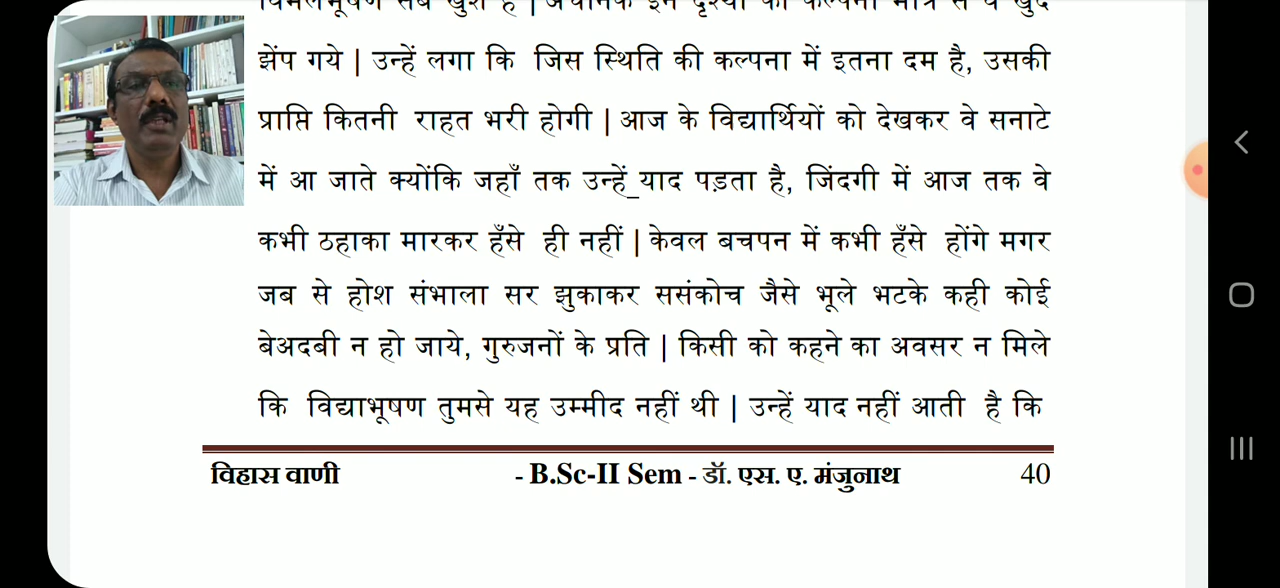 झेंप गये | उन्हें लगा कि जिस स्थिति की कल्पना में इतना दम है, उसकी
प्राप्ति कितनी राहत भरी होगी | आज के विद्यार्थियों को देखकर वे सनाटे
में आ जाते क्योंकि जहाँ तक उन्हें_याद पड़ता है, जिंदगी में आज तक वे
कभी ठहाका मारकर हँसे ही नहीं | केवल बचपन में कभी हँसे होंगे मगर
जब से होश संभाला सर झुकाकर ससंकोच जैसे भूले भटके कही कोई
बेअदबी न हो जाये, गुरुजनों के प्रति | किसी को कहने का अवसर न मिले
कि विद्याभूषण तुमसे यह उम्मीद नहीं थी | उन्हें याद नहीं आती है कि
विहास वाणी - B.Sc-II Sem - डॉ. एस. ए. मंजुनाथ 40